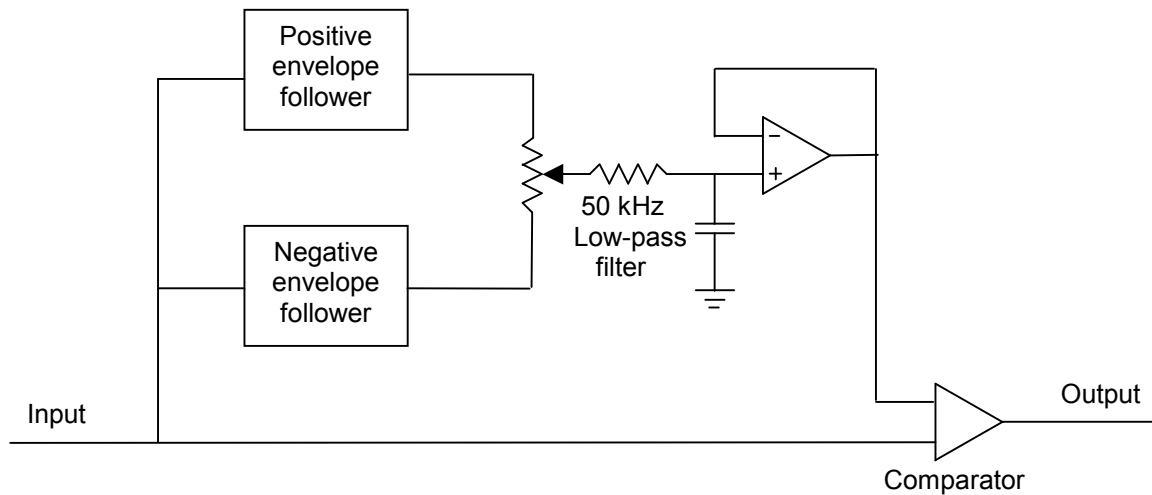 Positive
envelope
follower
−
+
50 kHz
Low-pass
filter
Negative
envelope
follower
Input
Output
Comparator